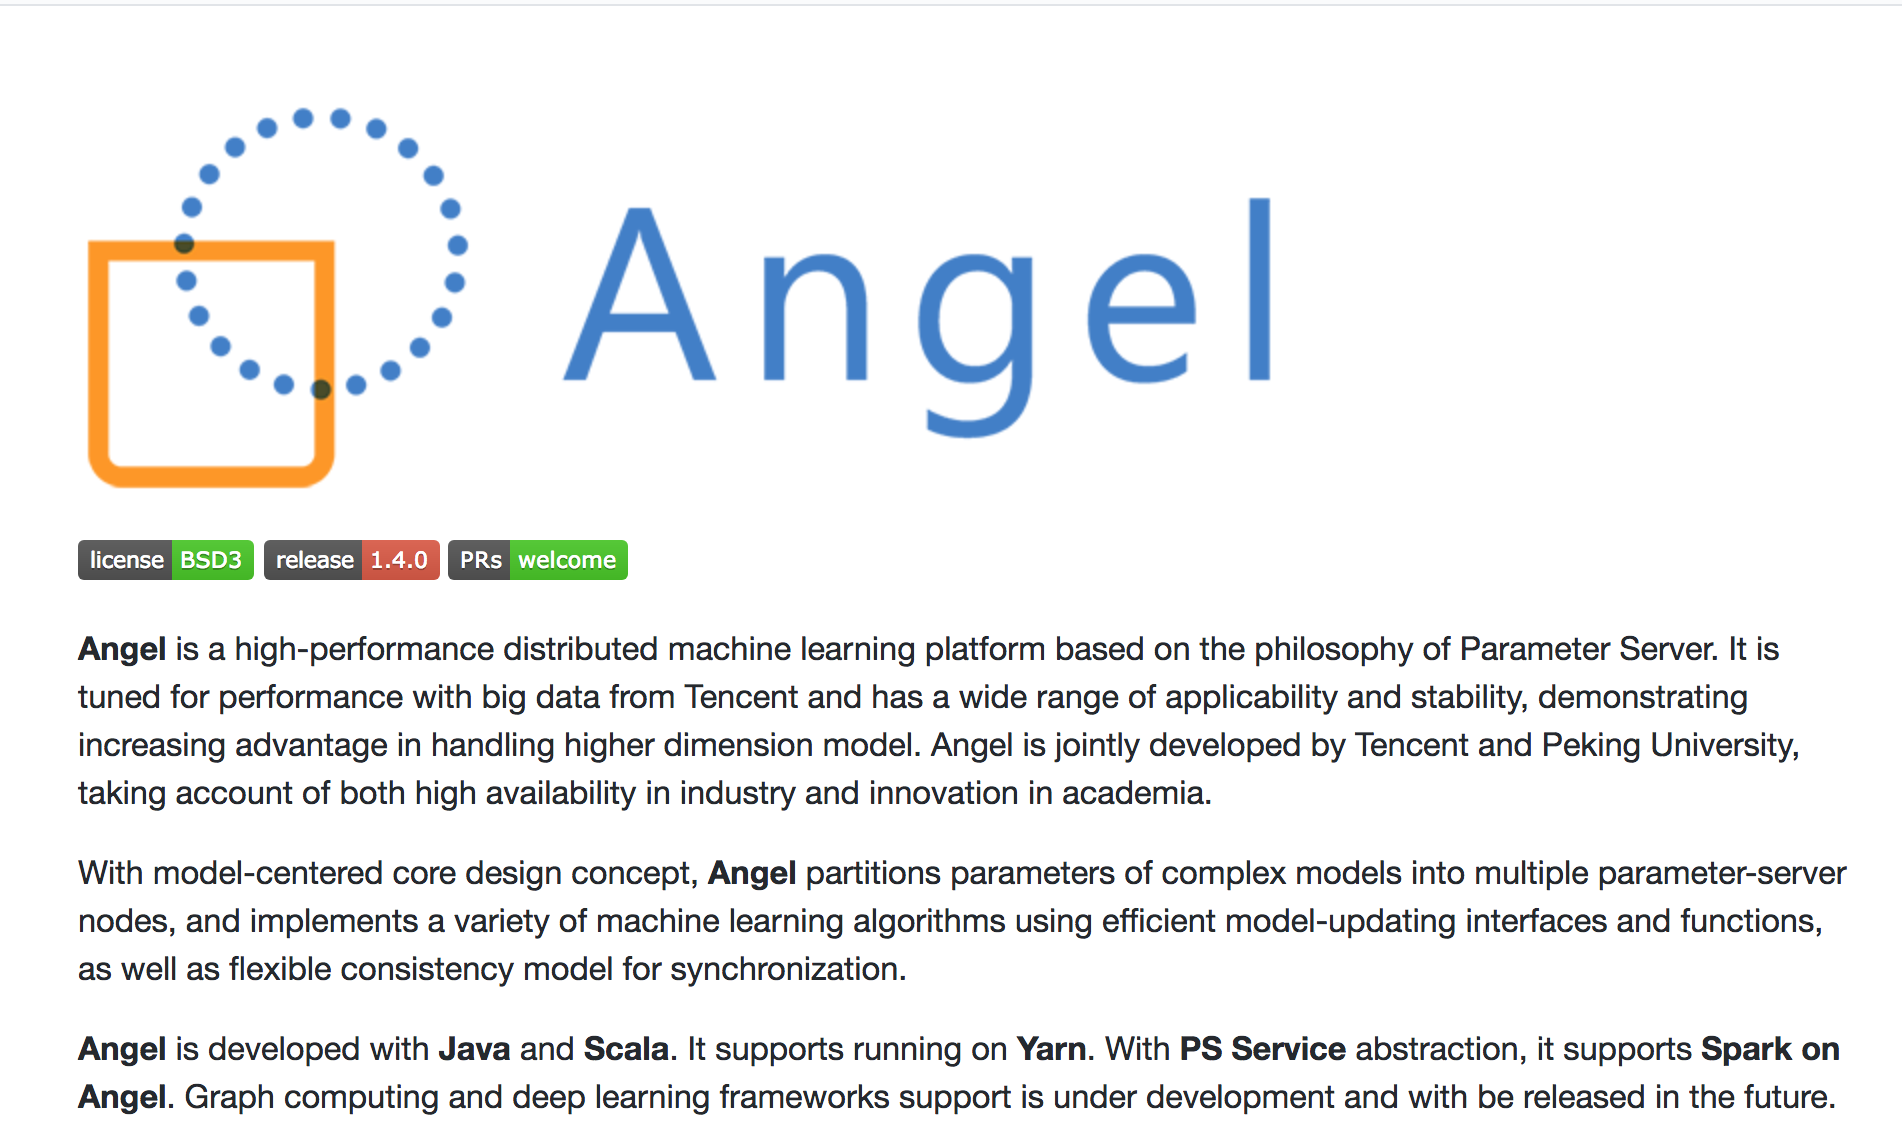 Angel
license BSD3 release 1.4.0 PRs welcome
Angel is a high-performance distributed machine learning platform based on the philosophy of Parameter Server. It is
tuned for performance with big data from Tencent and has a wide range of applicability and stability, demonstrating
increasing advantage in handling higher dimension model. Angel is jointly developed by Tencent and Peking University,
taking account of both high availability in industry and innovation in academia.
With model-centered core design concept, Angel partitions parameters of complex models into multiple parameter-server
nodes, and implements a variety of machine learning algorithms using efficient model-updating interfaces and functions,
as well as flexible consistency model for synchronization.
Angel is developed with Java and Scala. It supports running on Yarn. With PS Service abstraction, it supports Spark on
Angel. Graph computing and deep learning frameworks support is under development and with be released in the future.